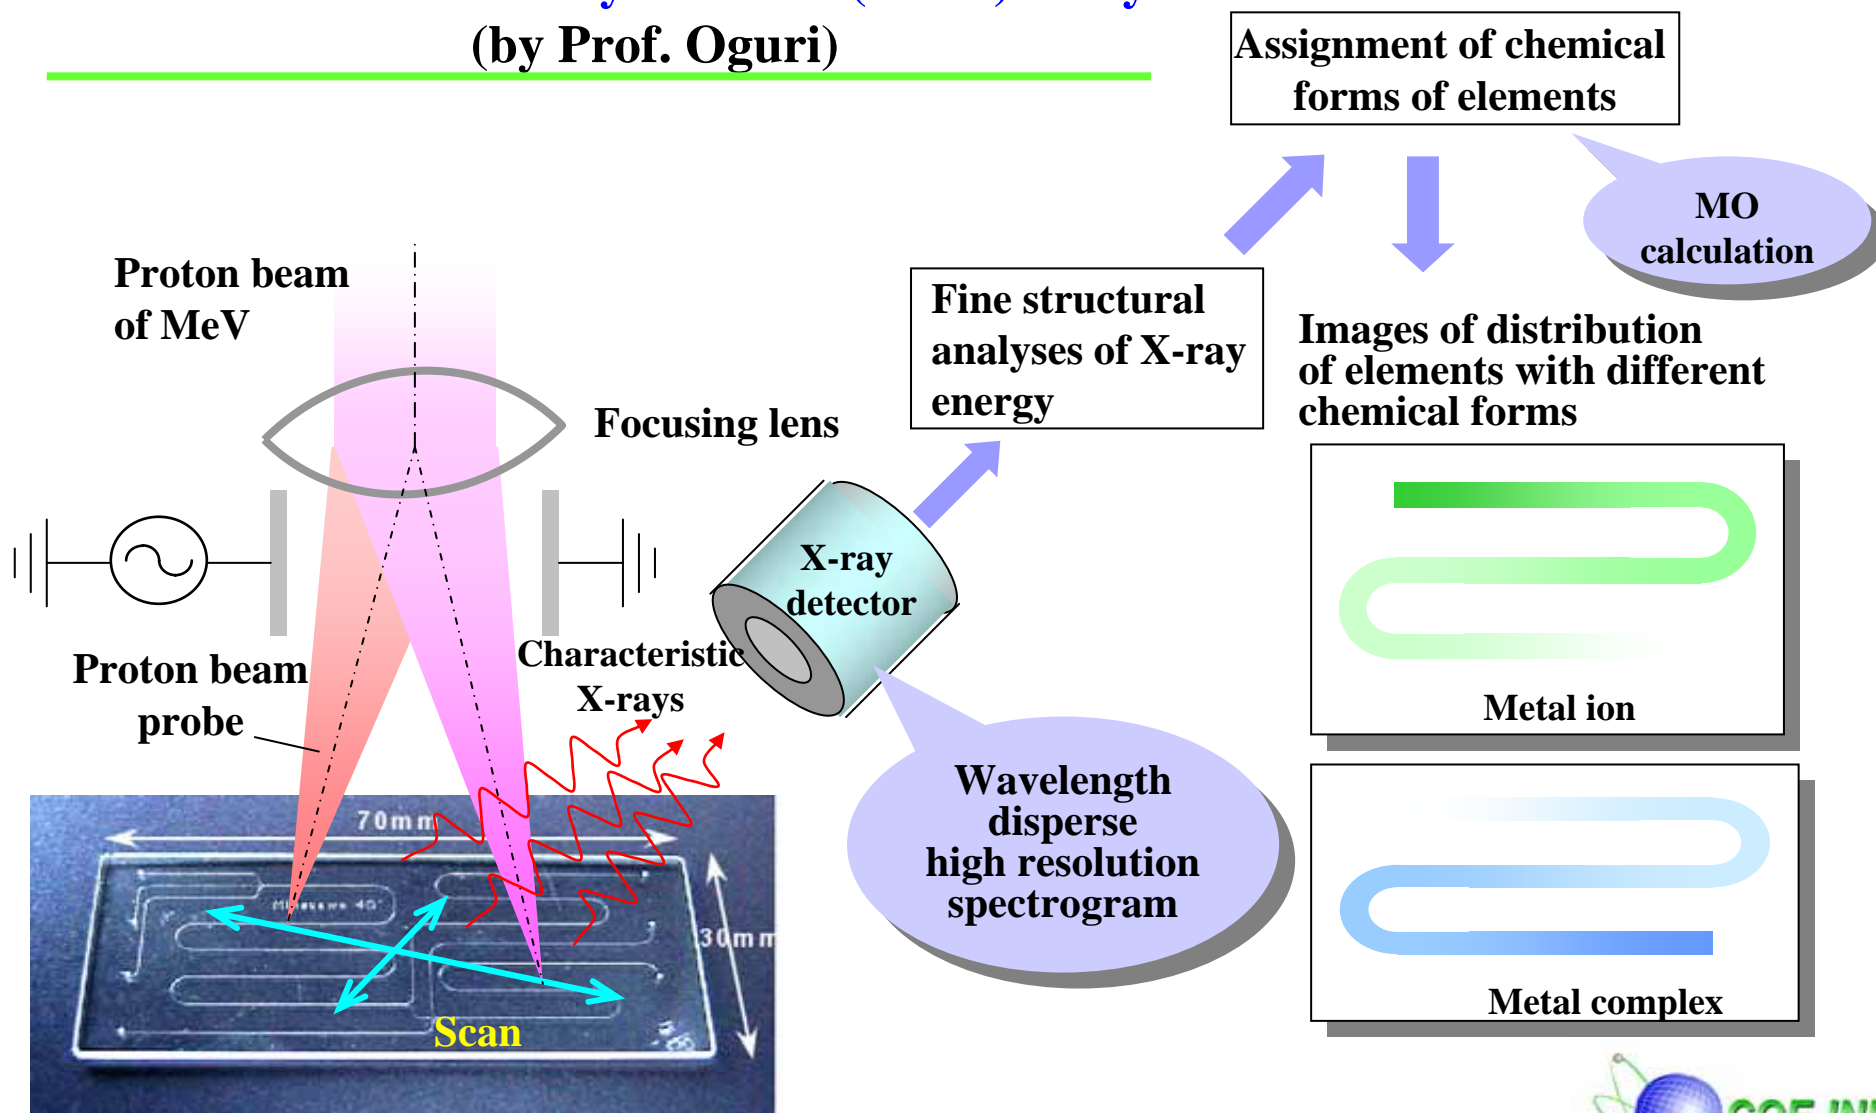 (by Prof. Oguri)
Assignment of chemical
forms of elements
MO
calculation
Proton beam
of MeV
Fine structural
analyses of X-ray
energy
Images of distribution
of elements with different
chemical forms
Focusing lens
X-ray
detector
Characteristic
X-rays
Proton beam
probe
Metal ion
Wavelength
disperse
high resolution
spectrogram
70mm
30mm
Scan
Metal complex